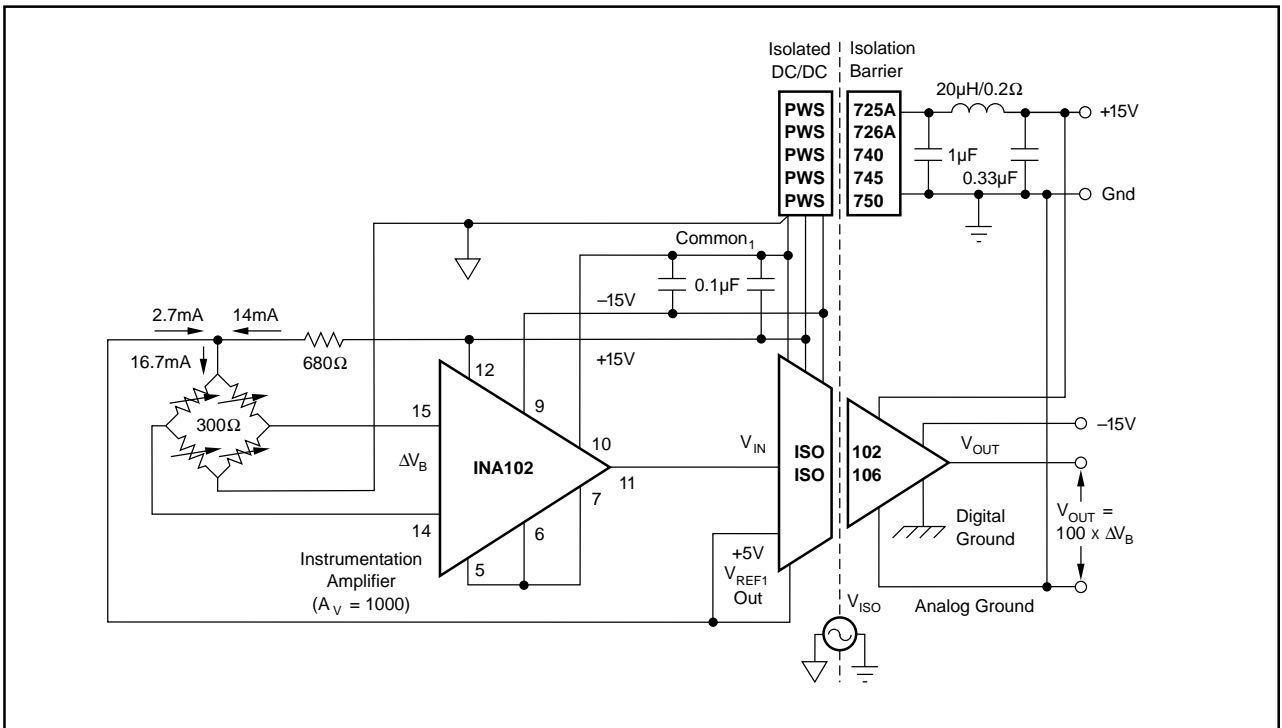 Isolated
DC/DC
Isolation
Barrier
PWS
PWS
PWS
PWS
PWS
725A
726A
740
745
750
20µH/0.2Ω
+15V
1µF
0.33µF
Gnd
Common1
0.1µF
–15V
2.7mA
14mA
16.7mA
680Ω
+15V
300Ω
12
15
9
10
ΔVB
INA102
11
7
14
6
5
Instrumentation
Amplifier
(AV = 1000)
VIN
ISO
ISO
102
106
–15V
VOUT
VOUT =
100 x ΔVB
Digital
Ground
+5V
VREF1
Out
VISO
Analog Ground